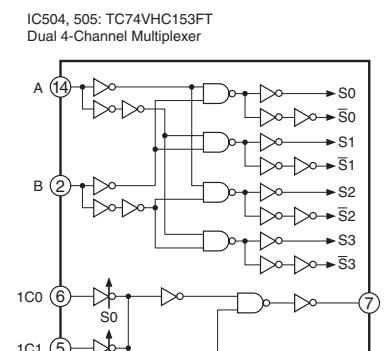 IC504, 505: TC74VHC153FT
Dual 4-Channel Multiplexer
A 14 S0
S̅0
S1
S̅1
B 2 S2
S̅2
S3
S̅3
1C0 6 7
S0
1C1 5